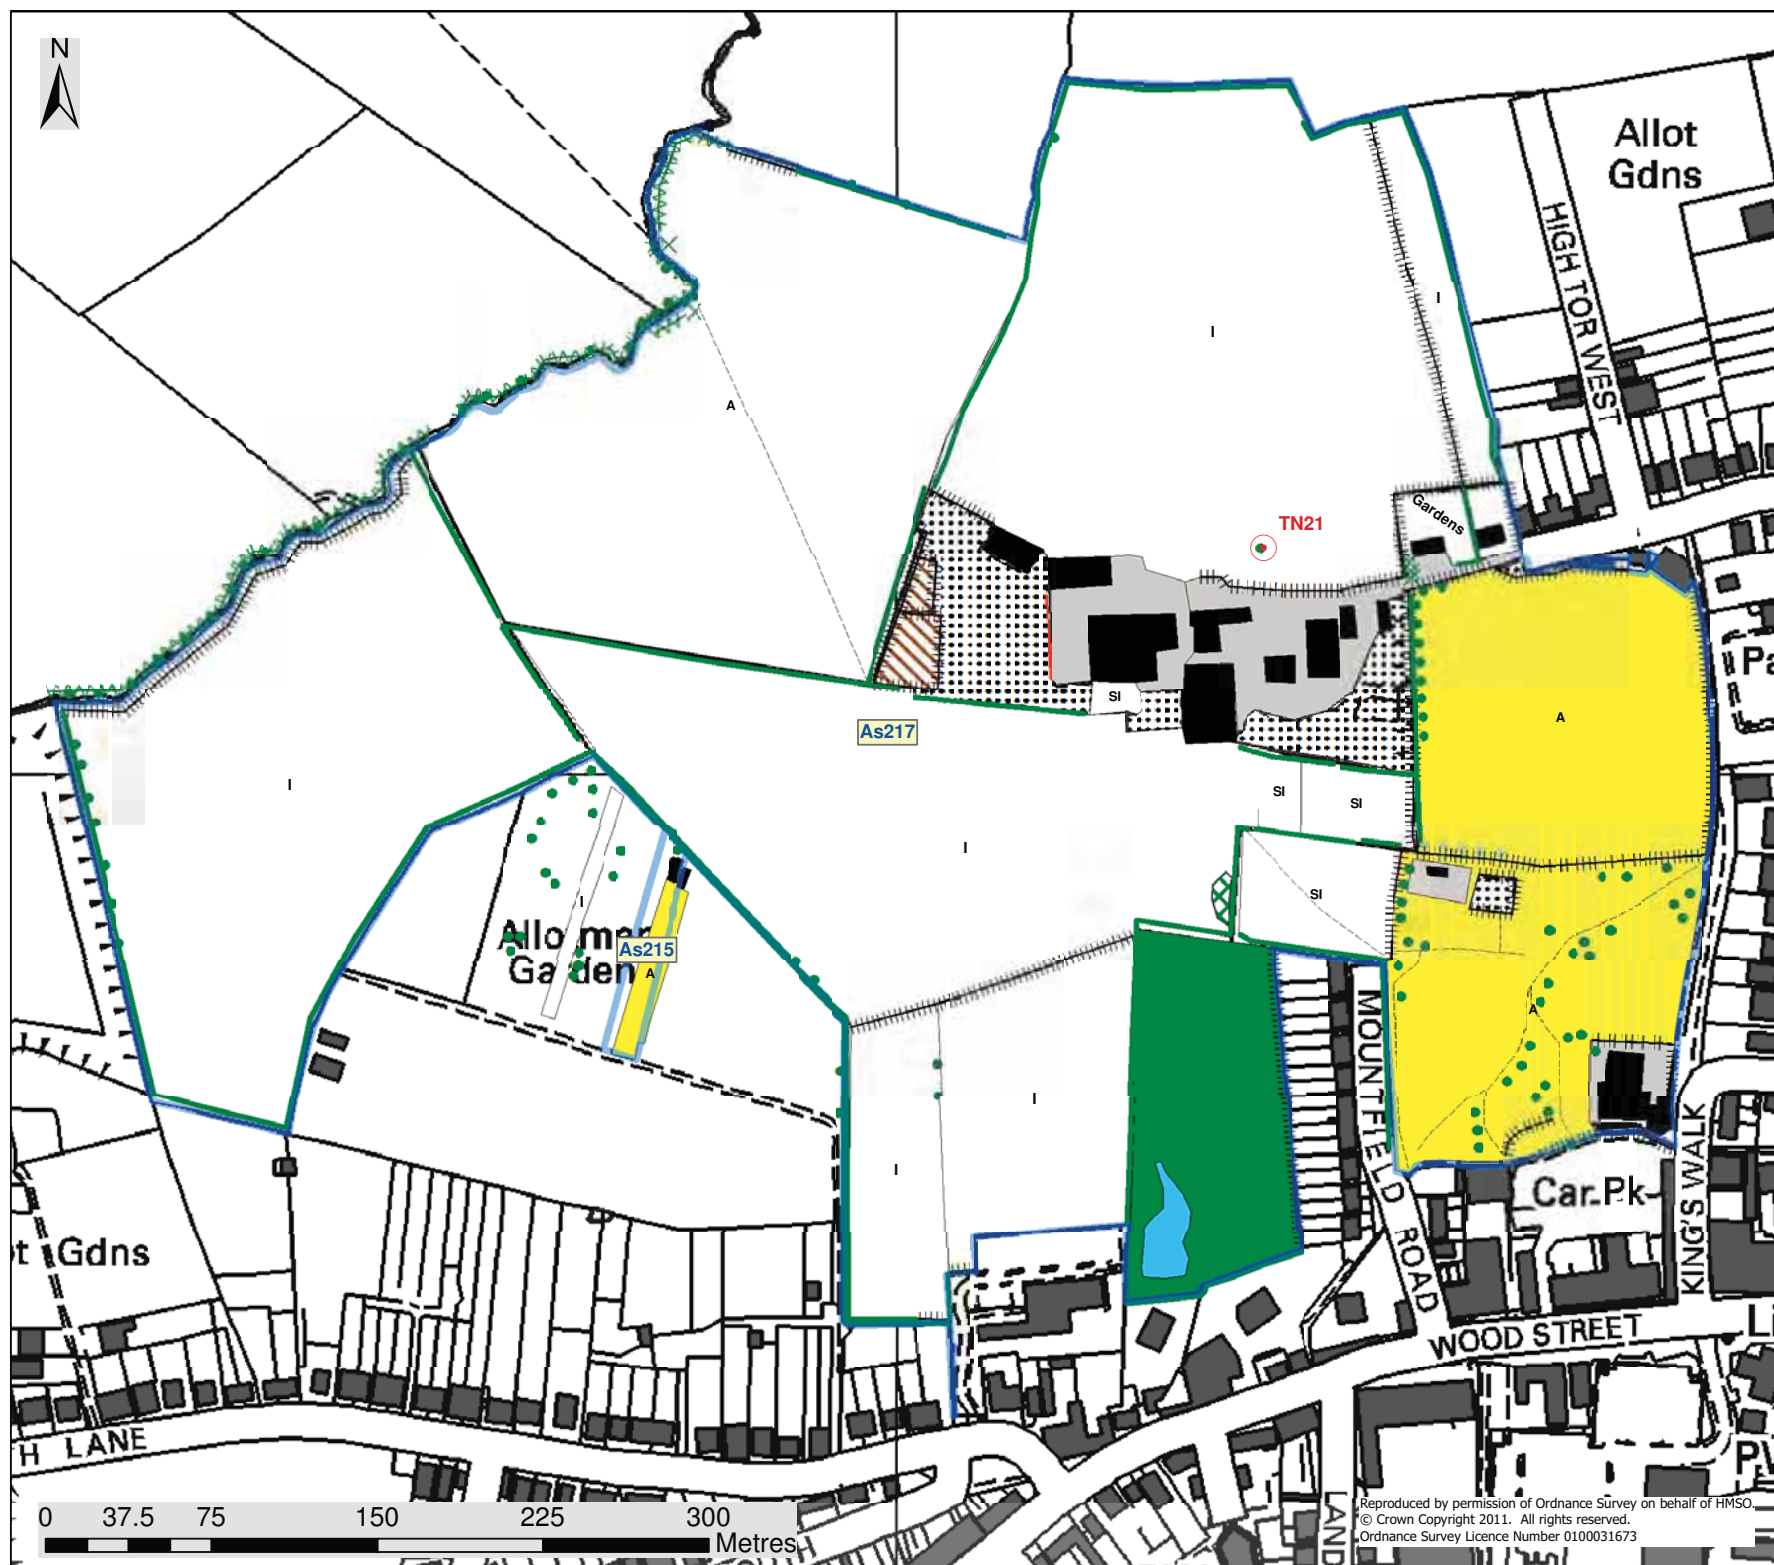 N
Allot
Gdns
HIGH TOR WEST
I
I
A
Gardens
TN21
SI
As217
A
SI
SI
I
I
SI
I
Allotment
Garden
As215
A
A
MOUNTFIELD ROAD
I
I
Car Pk
KING'S WALK
Gdns
WOOD STREET
H LANE
0 37.5 75 150 225 300
Metres
Reproduced by permission of Ordnance Survey on behalf of HMSO.
© Crown Copyright 2011. All rights reserved.
Ordnance Survey Licence Number 0100031673